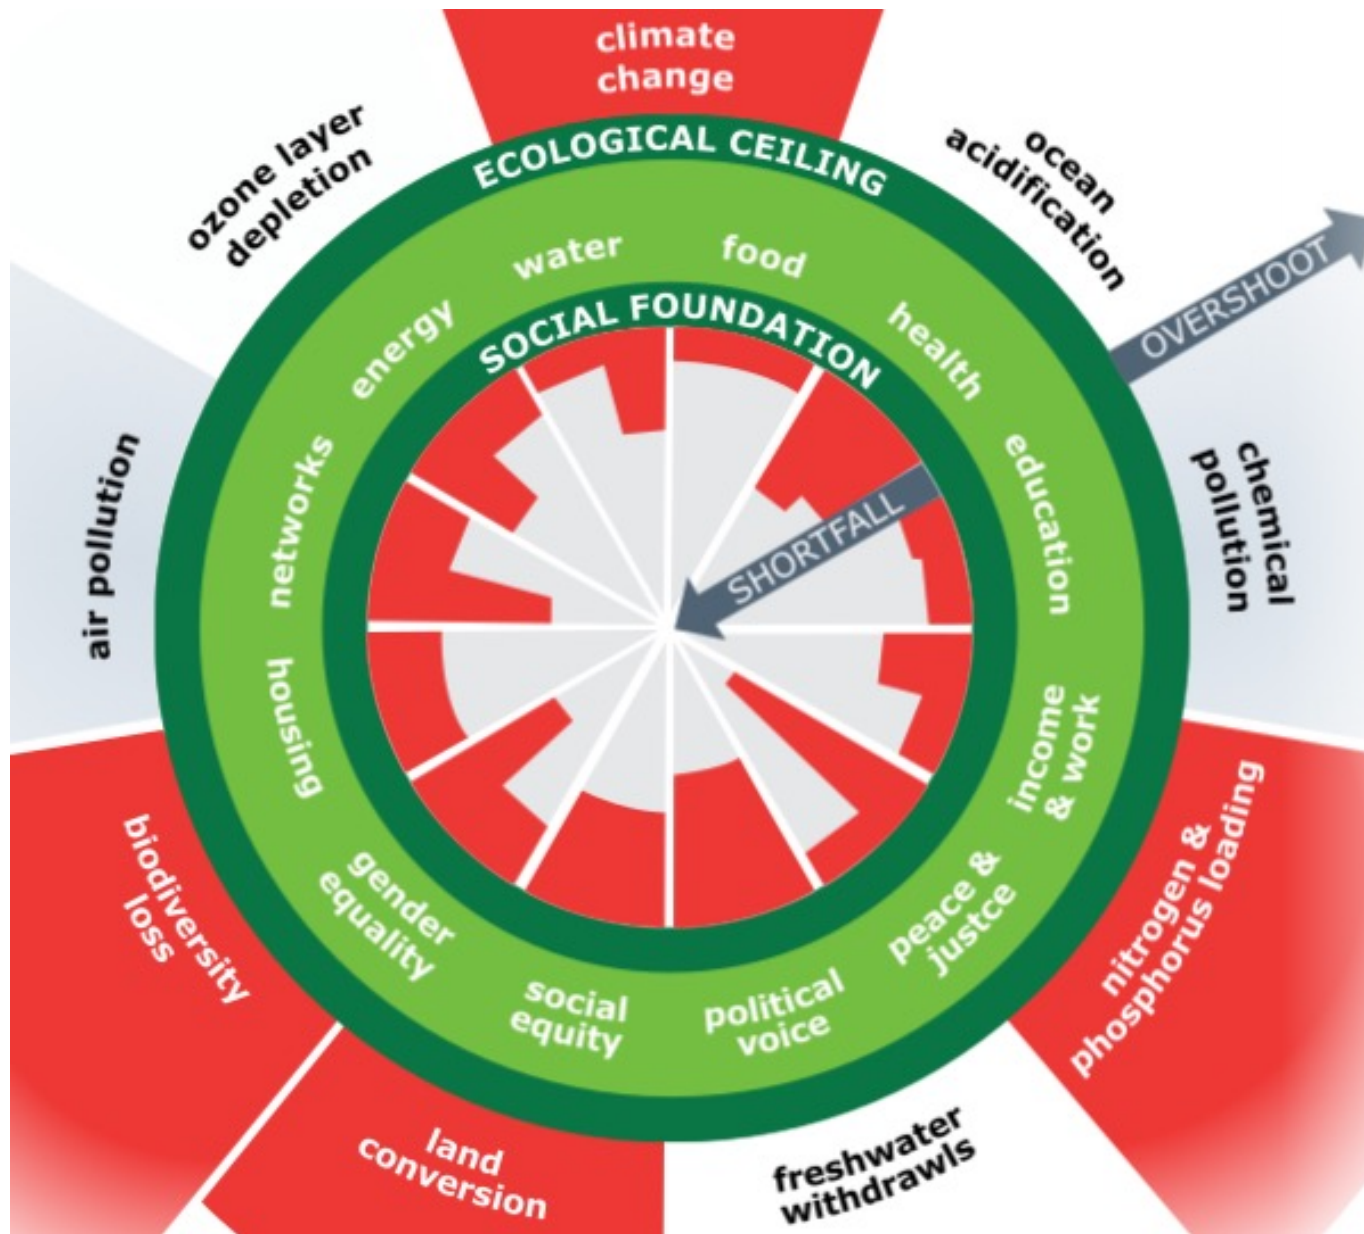 climate
change
ECOLOGICAL CEILING
ozone layer
depletion
ocean
acidification
OVERSHOOT
water
food
energy
health
SOCIAL FOUNDATION
networks
education
air pollution
chemical
pollution
SHORTFALL
housing
income
& work
biodiversity
loss
nitrogen &
phosphorus loading
gender
equality
peace &
justce
social
equity
political
voice
land
conversion
freshwater
withdrawls